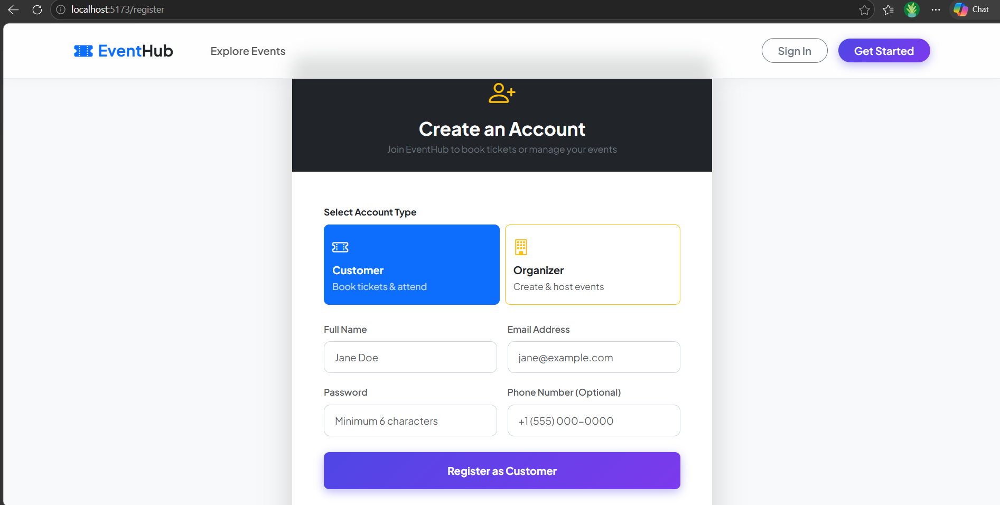 localhost:5173/register
Chat
EventHub
Explore Events
Sign In
Get Started
Create an Account
Join EventHub to book tickets or manage your events
Select Account Type
Customer
Book tickets & attend
Organizer
Create & host events
Full Name
Email Address
Jane Doe
jane@example.com
Password
Phone Number (Optional)
Minimum 6 characters
+1 (555) 000-0000
Register as Customer